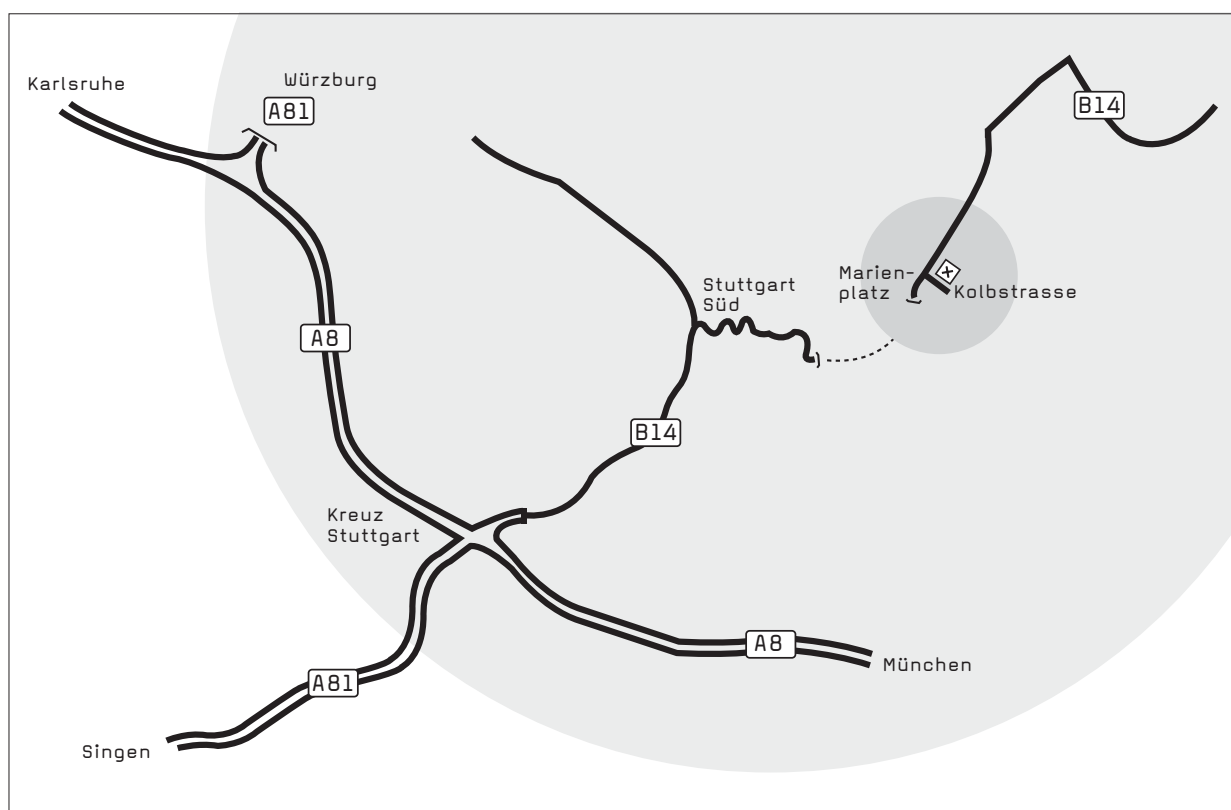 Karlsruhe
Würzburg
A81
B14
Marien-
platz
x
Kolbstrasse
Stuttgart
Süd
A8
B14
Kreuz
Stuttgart
A8
München
A81
Singen